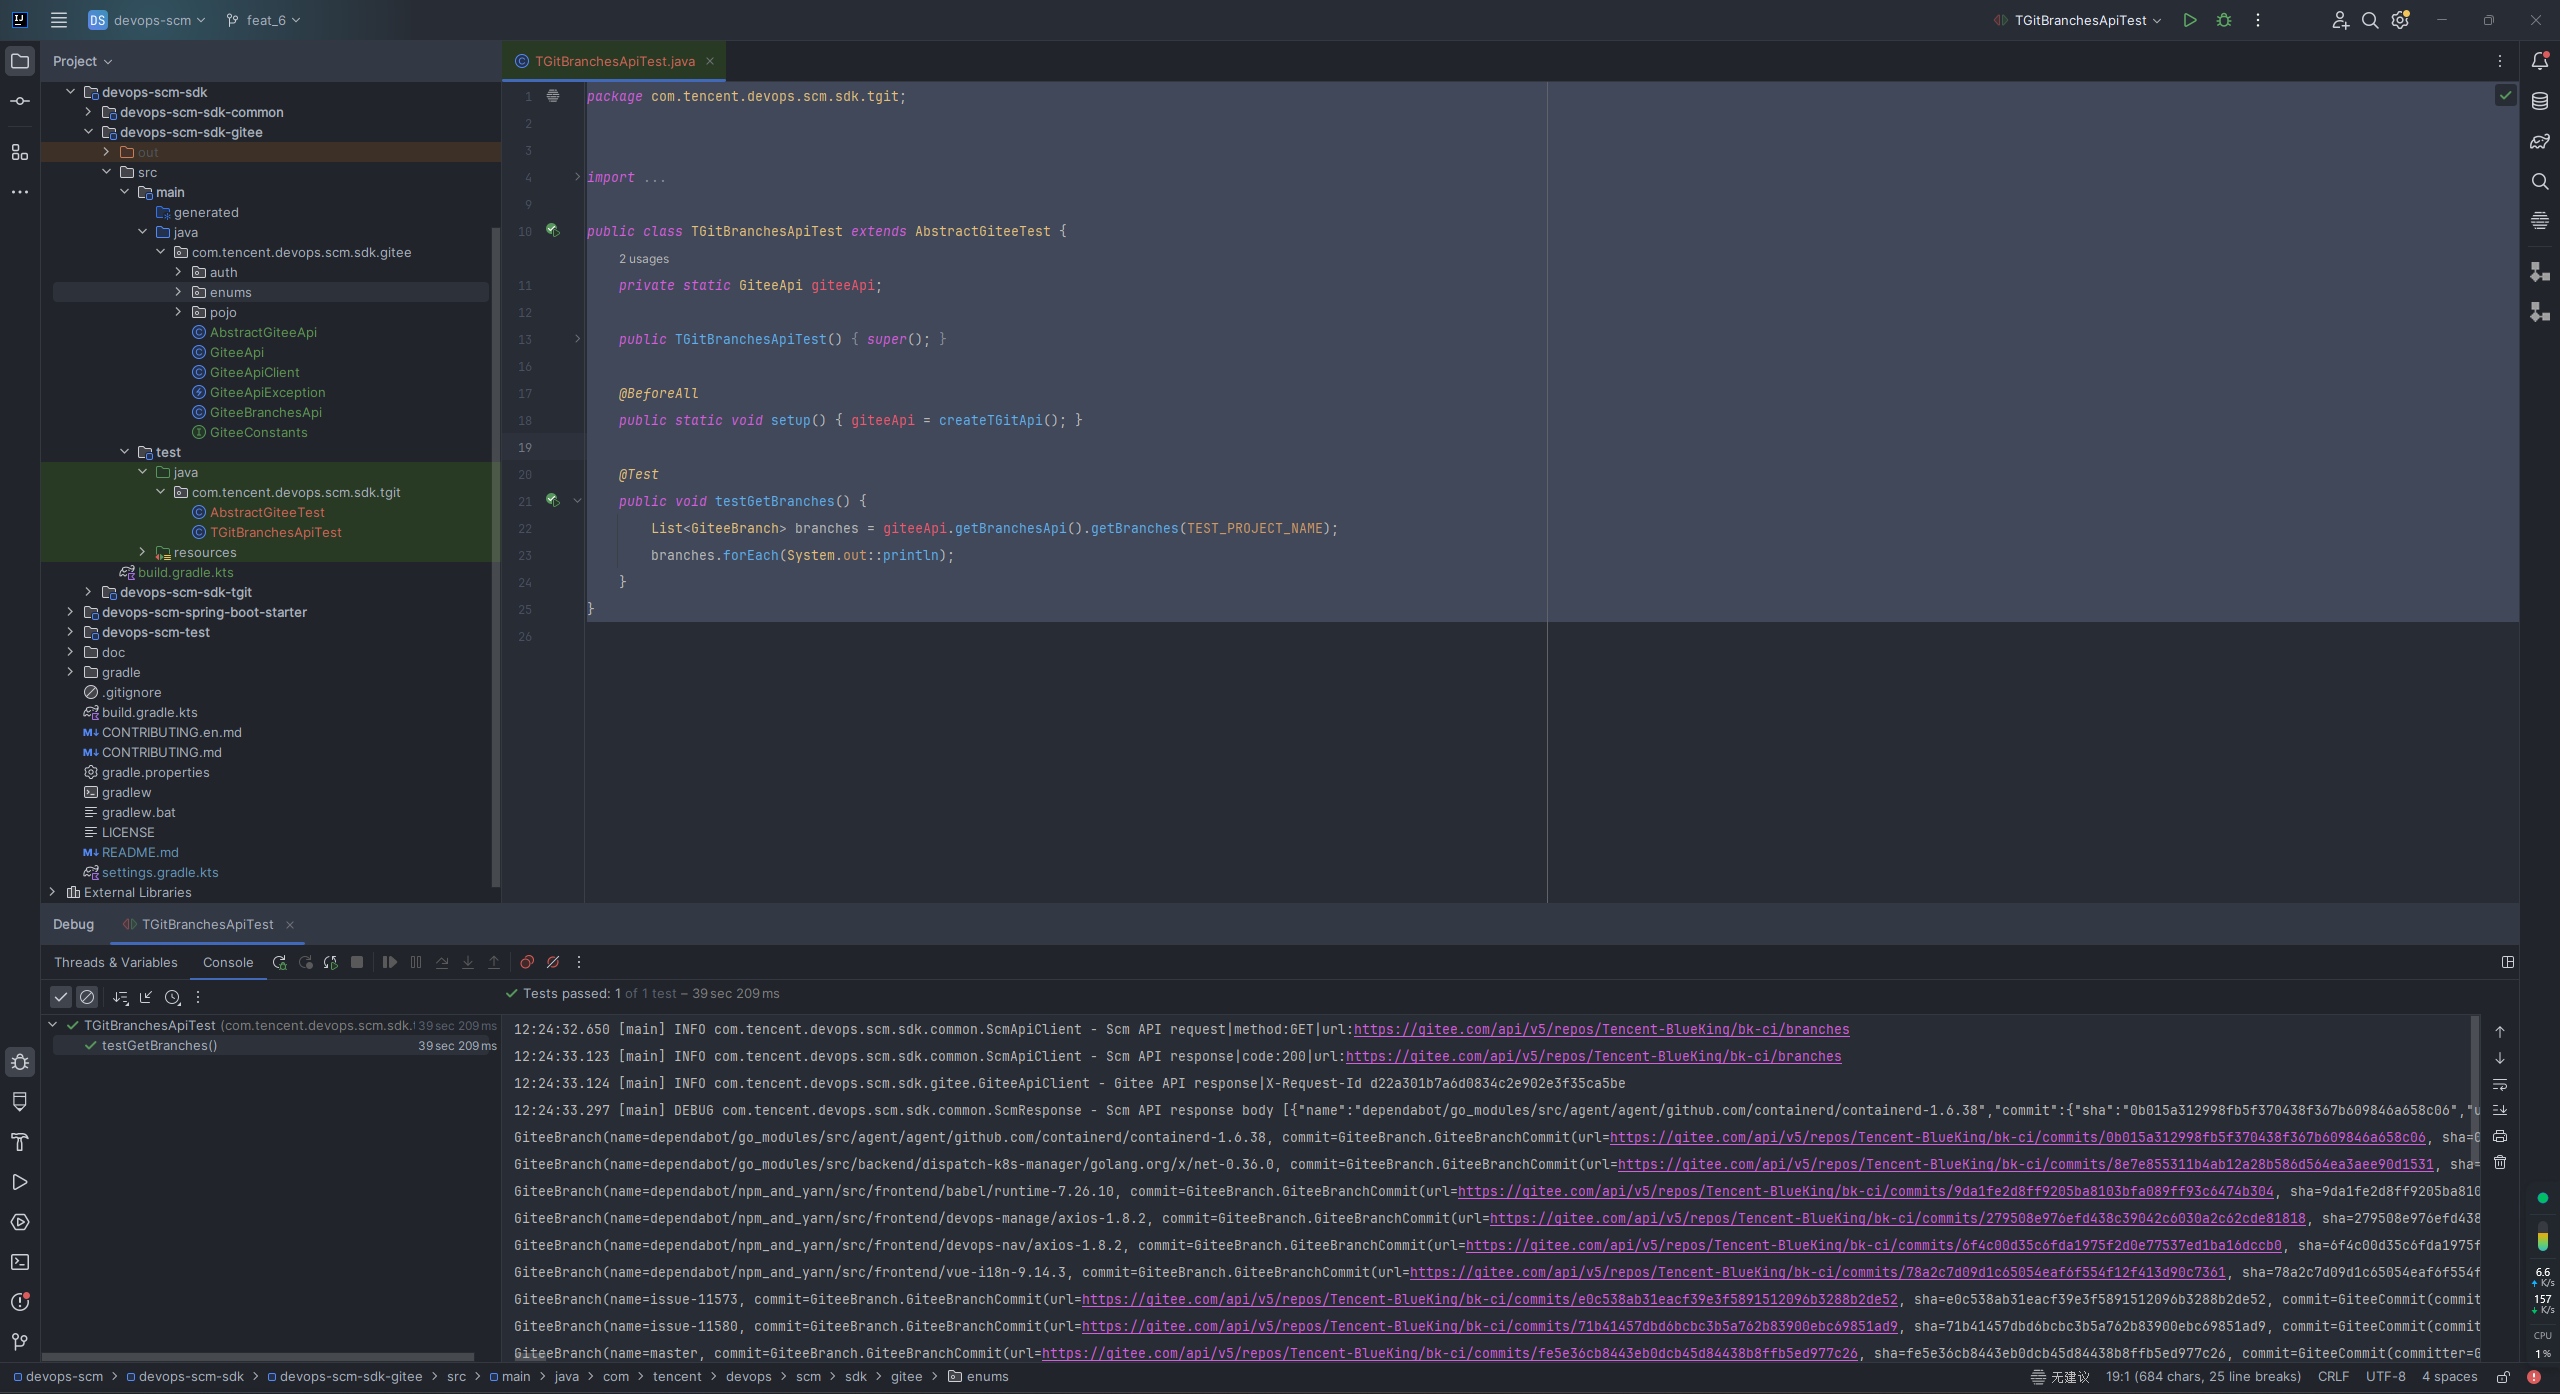 DS devops-scm
feat_6
TGitBranchesApiTest
Project
devops-scm-sdk
devops-scm-sdk-common
devops-scm-sdk-gitee
out
src
main
generated
java
com.tencent.devops.scm.sdk.gitee
auth
enums
pojo
AbstractGiteeApi
GiteeApi
GiteeApiClient
GiteeApiException
GiteeBranchesApi
GiteeConstants
test
java
com.tencent.devops.scm.sdk.tgit
AbstractGiteeTest
TGitBranchesApiTest
resources
build.gradle.kts
devops-scm-sdk-tgit
devops-scm-spring-boot-starter
devops-scm-test
doc
gradle
.gitignore
build.gradle.kts
CONTRIBUTING.en.md
CONTRIBUTING.md
gradle.properties
gradlew
gradlew.bat
LICENSE
README.md
settings.gradle.kts
External Libraries
TGitBranchesApiTest.java
1 package com.tencent.devops.scm.sdk.tgit;
2
3
4 import ...
9
10 public class TGitBranchesApiTest extends AbstractGiteeTest {
2 usages
11 private static GiteeApi giteeApi;
12
13 public TGitBranchesApiTest() { super(); }
16
17 @BeforeAll
18 public static void setup() { giteeApi = createTGitApi(); }
19
20 @Test
21 public void testGetBranches() {
22 List<GiteeBranch> branches = giteeApi.getBranchesApi().getBranches(TEST_PROJECT_NAME);
23 branches.forEach(System.out::println);
24 }
25 }
26
Debug
TGitBranchesApiTest
Threads & Variables
Console
Tests passed: 1 of 1 test – 39 sec 209 ms
TGitBranchesApiTest (com.tencent.devops.scm.sdk.t 39 sec 209 ms
testGetBranches() 39 sec 209 ms
12:24:32.650 [main] INFO com.tencent.devops.scm.sdk.common.ScmApiClient - Scm API request|method:GET|url:https://gitee.com/api/v5/repos/Tencent-BlueKing/bk-ci/branches
12:24:33.123 [main] INFO com.tencent.devops.scm.sdk.common.ScmApiClient - Scm API response|code:200|url:https://gitee.com/api/v5/repos/Tencent-BlueKing/bk-ci/branches
12:24:33.124 [main] INFO com.tencent.devops.scm.sdk.gitee.GiteeApiClient - Gitee API response|X-Request-Id d22a301b7a6d0834c2e902e3f35ca5be
12:24:33.297 [main] DEBUG com.tencent.devops.scm.sdk.common.ScmResponse - Scm API response body [{"name":"dependabot/go_modules/src/agent/agent/github.com/containerd/containerd-1.6.38","commit":{"sha":"0b015a312998fb5f370438f367b609846a658c06","u
GiteeBranch(name=dependabot/go_modules/src/agent/agent/github.com/containerd/containerd-1.6.38, commit=GiteeBranch.GiteeBranchCommit(url=https://gitee.com/api/v5/repos/Tencent-BlueKing/bk-ci/commits/0b015a312998fb5f370438f367b609846a658c06, sha=0
GiteeBranch(name=dependabot/go_modules/src/backend/dispatch-k8s-manager/golang.org/x/net-0.36.0, commit=GiteeBranch.GiteeBranchCommit(url=https://gitee.com/api/v5/repos/Tencent-BlueKing/bk-ci/commits/8e7e855311b4ab12a28b586d564ea3aee90d1531, sha=
GiteeBranch(name=dependabot/npm_and_yarn/src/frontend/babel/runtime-7.26.10, commit=GiteeBranch.GiteeBranchCommit(url=https://gitee.com/api/v5/repos/Tencent-BlueKing/bk-ci/commits/9da1fe2d8ff9205ba8103bfa089ff93c6474b304, sha=9da1fe2d8ff9205ba810
GiteeBranch(name=dependabot/npm_and_yarn/src/frontend/devops-manage/axios-1.8.2, commit=GiteeBranch.GiteeBranchCommit(url=https://gitee.com/api/v5/repos/Tencent-BlueKing/bk-ci/commits/279508e976efd438c39042c6030a2c62cde81818, sha=279508e976efd438
GiteeBranch(name=dependabot/npm_and_yarn/src/frontend/devops-nav/axios-1.8.2, commit=GiteeBranch.GiteeBranchCommit(url=https://gitee.com/api/v5/repos/Tencent-BlueKing/bk-ci/commits/6f4c00d35c6fda1975f2d0e77537ed1ba16dccb0, sha=6f4c00d35c6fda1975f
GiteeBranch(name=dependabot/npm_and_yarn/src/frontend/vue-i18n-9.14.3, commit=GiteeBranch.GiteeBranchCommit(url=https://gitee.com/api/v5/repos/Tencent-BlueKing/bk-ci/commits/78a2c7d09d1c65054eaf6f554f12f413d90c7361, sha=78a2c7d09d1c65054eaf6f554f
GiteeBranch(name=issue-11573, commit=GiteeBranch.GiteeBranchCommit(url=https://gitee.com/api/v5/repos/Tencent-BlueKing/bk-ci/commits/e0c538ab31eacf39e3f5891512096b3288b2de52, sha=e0c538ab31eacf39e3f5891512096b3288b2de52, commit=GiteeCommit(commit
GiteeBranch(name=issue-11580, commit=GiteeBranch.GiteeBranchCommit(url=https://gitee.com/api/v5/repos/Tencent-BlueKing/bk-ci/commits/71b41457dbd6bcbc3b5a762b83900ebc69851ad9, sha=71b41457dbd6bcbc3b5a762b83900ebc69851ad9, commit=GiteeCommit(commit
GiteeBranch(name=master, commit=GiteeBranch.GiteeBranchCommit(url=https://gitee.com/api/v5/repos/Tencent-BlueKing/bk-ci/commits/fe5e36cb8443eb0dcb45d84438b8ffb5ed977c26, sha=fe5e36cb8443eb0dcb45d84438b8ffb5ed977c26, commit=GiteeCommit(committer=G
6.6
K/s
157
K/s
CPU
1 %
devops-scm > devops-scm-sdk > devops-scm-sdk-gitee > src > main > java > com > tencent > devops > scm > sdk > gitee > enums
无建议
19:1 (684 chars, 25 line breaks)
CRLF
UTF-8
4 spaces